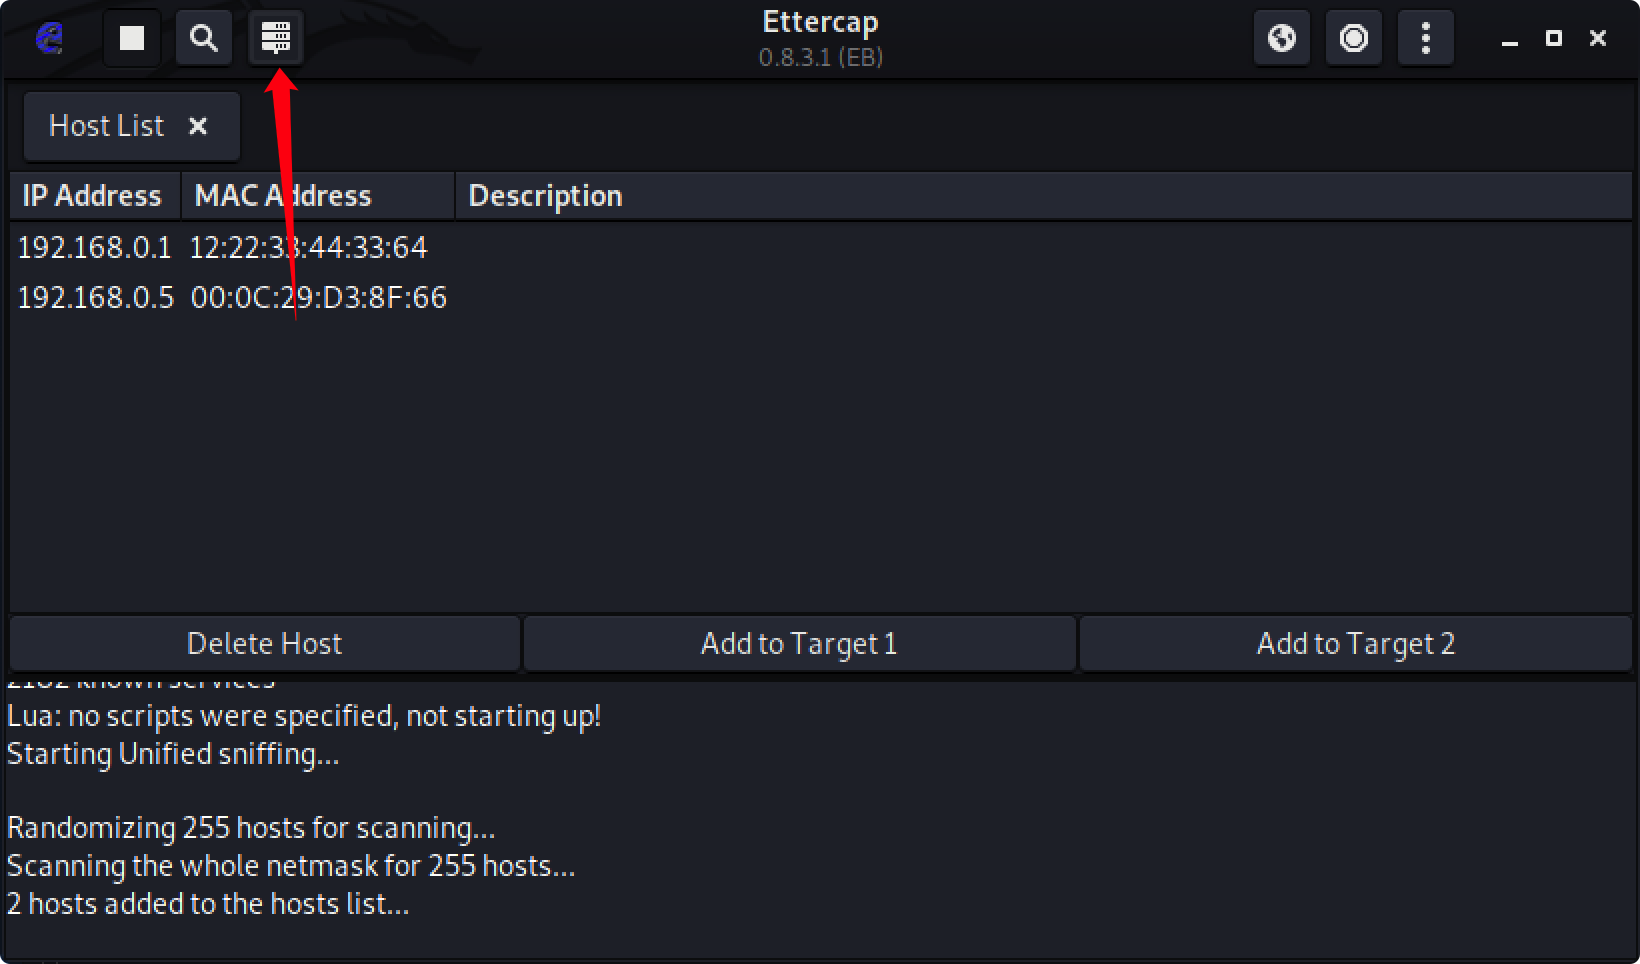 Ettercap
0.8.3.1 (EB)
Host List
IP Address MAC Address Description
192.168.0.1 12:22:33:44:33:64
192.168.0.5 00:0C:29:D3:8F:66
Delete Host Add to Target 1 Add to Target 2
2182 known services
Lua: no scripts were specified, not starting up!
Starting Unified sniffing...
Randomizing 255 hosts for scanning...
Scanning the whole netmask for 255 hosts...
2 hosts added to the hosts list...